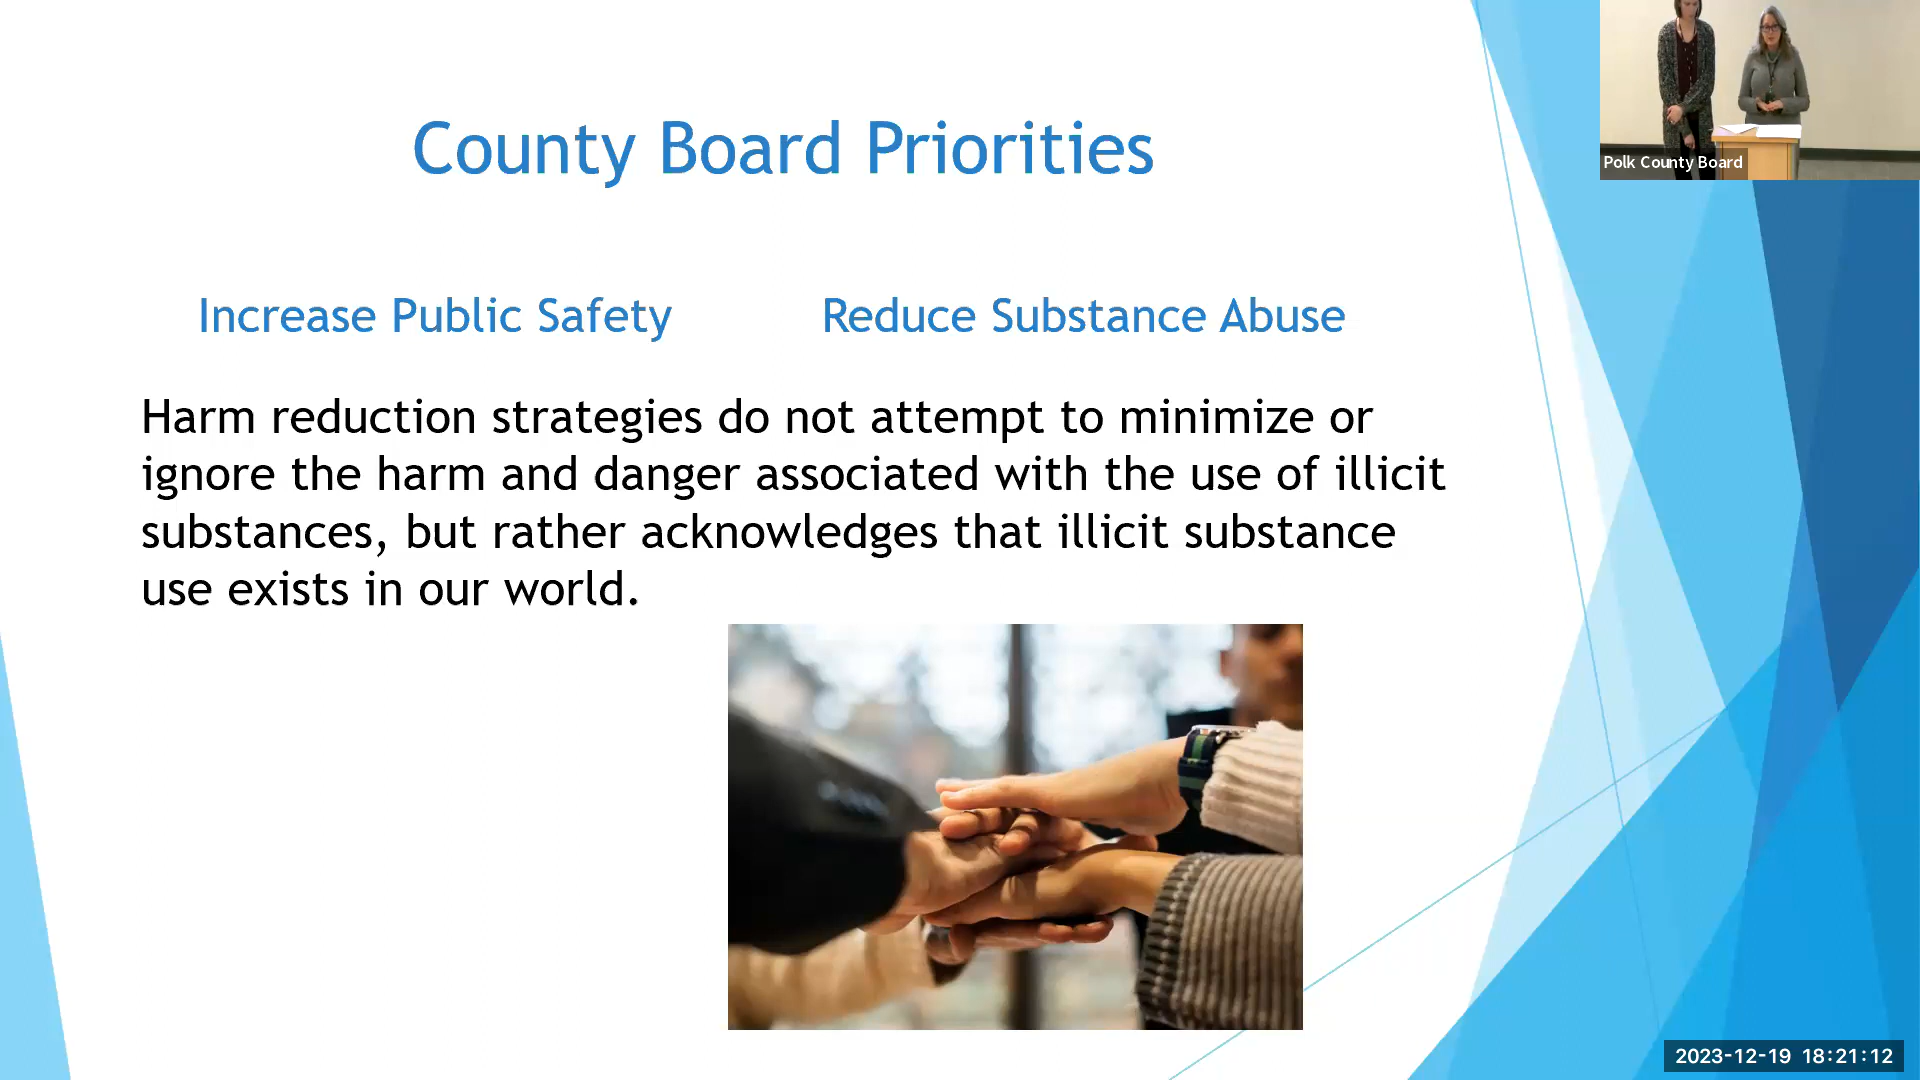 County Board Priorities
Polk County Board
Increase Public Safety
Reduce Substance Abuse
Harm reduction strategies do not attempt to minimize or
ignore the harm and danger associated with the use of illicit
substances, but rather acknowledges that illicit substance
use exists in our world.
2023-12-19 18:21:12